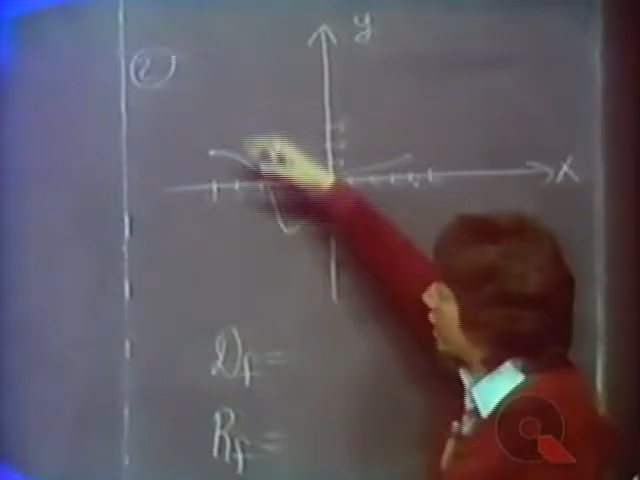 y
2
x
D_f =
R_f =